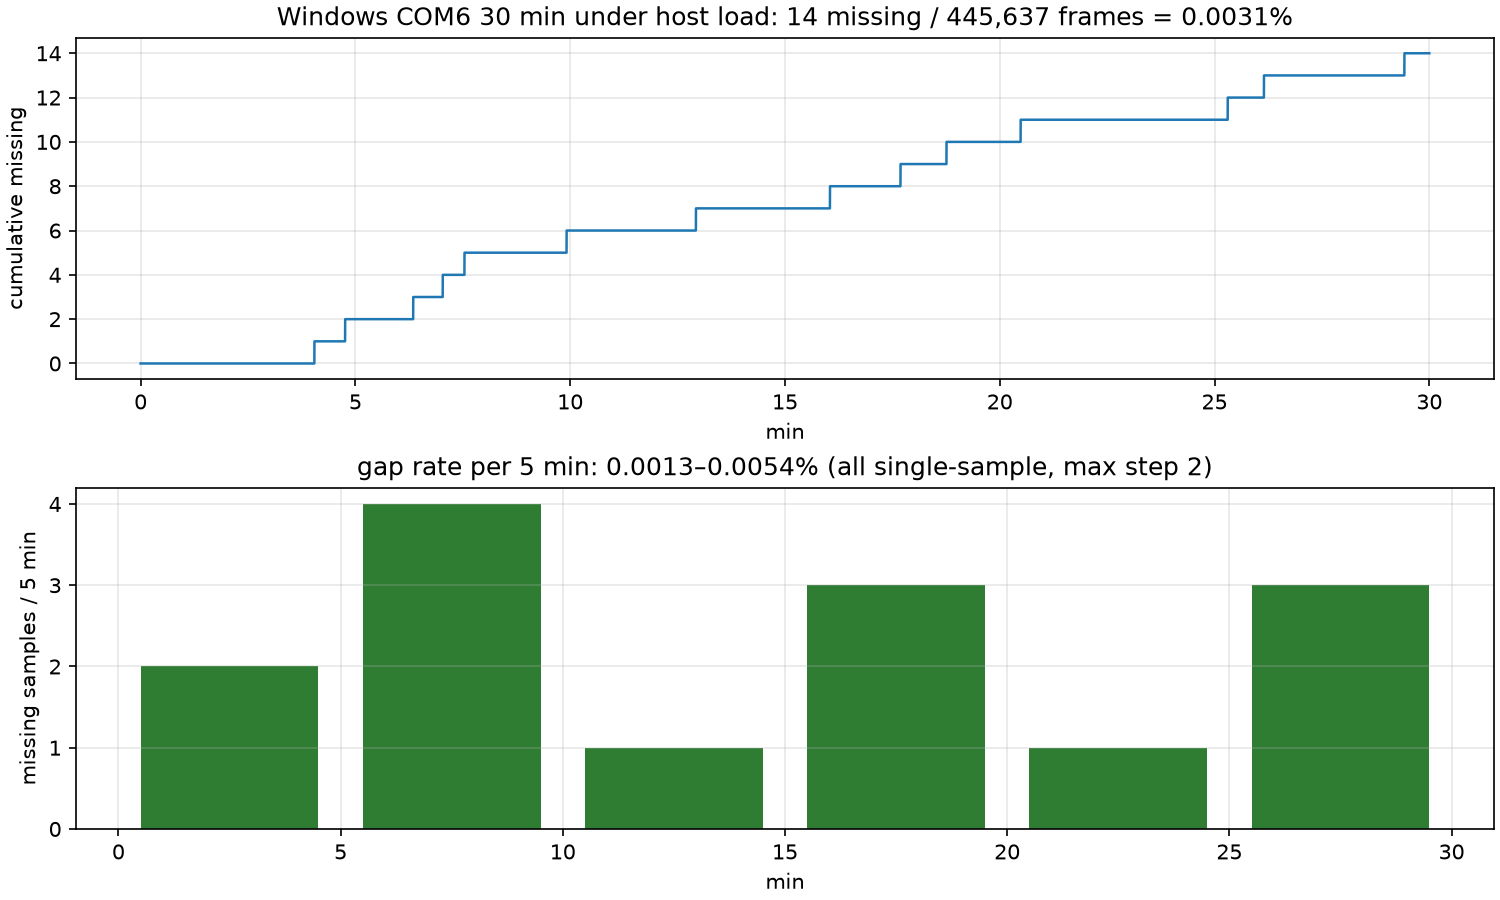 Windows COM6 30 min under host load: 14 missing / 445,637 frames = 0.0031%
cumulative missing
14
12
10
8
6
4
2
0
0 5 10 15 20 25 30
min
gap rate per 5 min: 0.0013–0.0054% (all single-sample, max step 2)
missing samples / 5 min
4
3
2
1
0
0 5 10 15 20 25 30
min